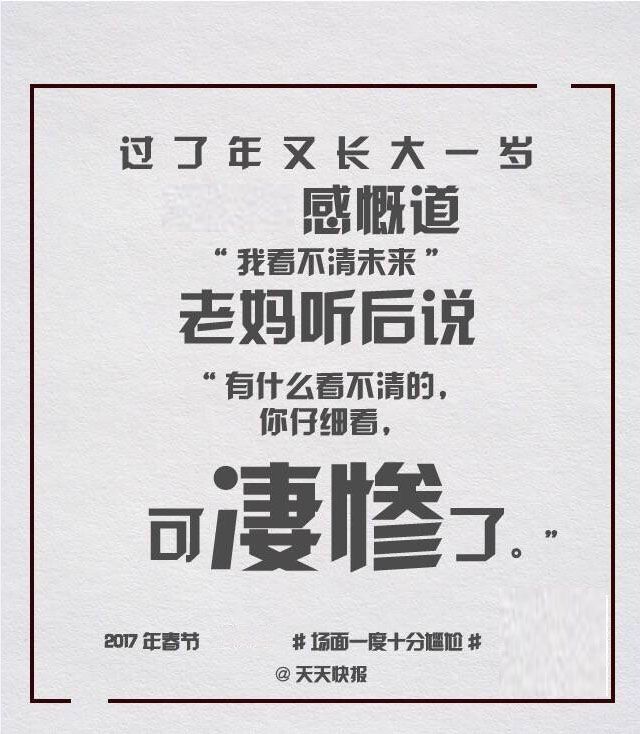 过了年又长大一岁
感慨道
“我看不清未来”
老妈听后说
“有什么看不清的，
你仔细看，
可凄惨了。”
2017年春节 #场面一度十分尴尬#
@天天快报